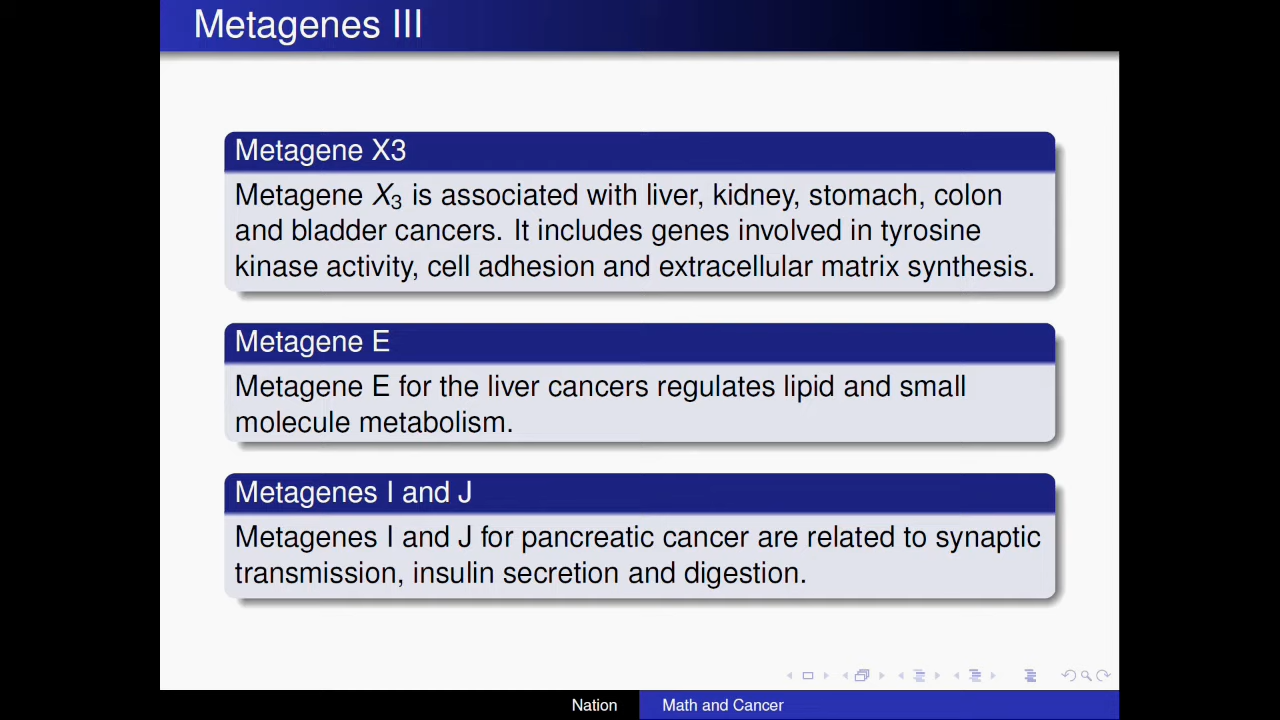 Metagenes III
Metagene X3
Metagene X₃ is associated with liver, kidney, stomach, colon
and bladder cancers. It includes genes involved in tyrosine
kinase activity, cell adhesion and extracellular matrix synthesis.
Metagene E
Metagene E for the liver cancers regulates lipid and small
molecule metabolism.
Metagenes I and J
Metagenes I and J for pancreatic cancer are related to synaptic
transmission, insulin secretion and digestion.
Nation
Math and Cancer